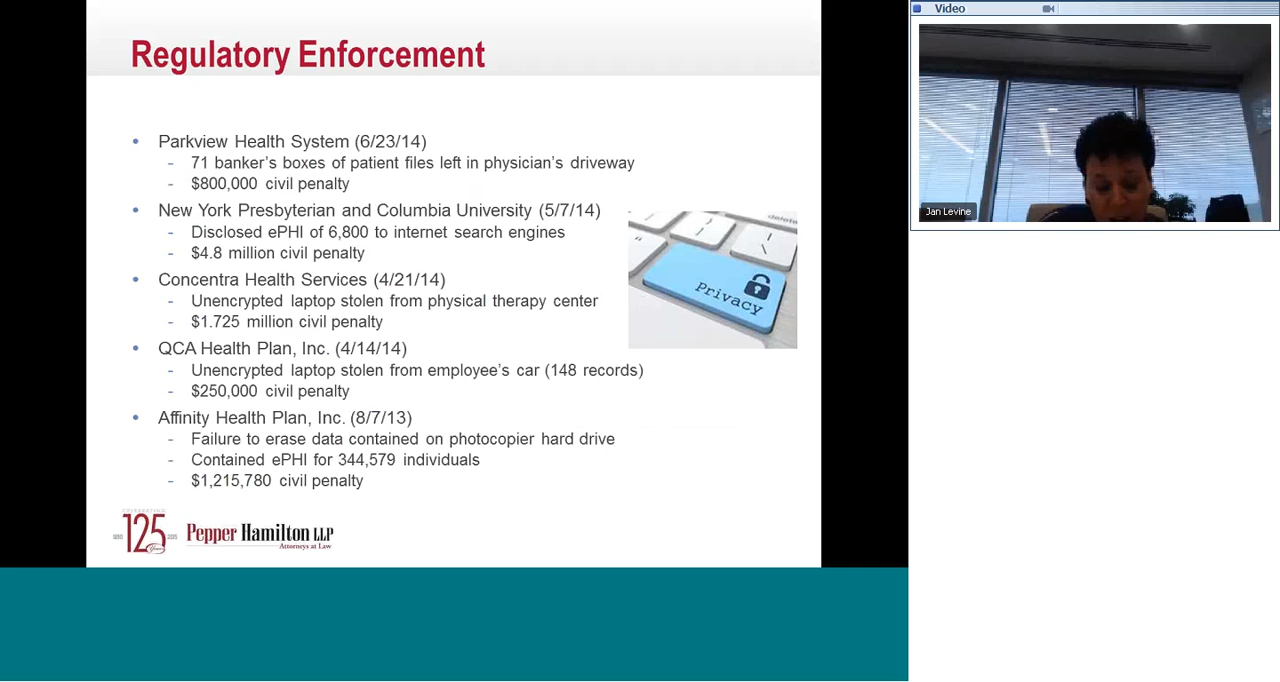 Regulatory Enforcement
• Parkview Health System (6/23/14)
- 71 banker's boxes of patient files left in physician's driveway
- $800,000 civil penalty
• New York Presbyterian and Columbia University (5/7/14)
- Disclosed ePHI of 6,800 to internet search engines
- $4.8 million civil penalty
• Concentra Health Services (4/21/14)
- Unencrypted laptop stolen from physical therapy center
- $1.725 million civil penalty
• QCA Health Plan, Inc. (4/14/14)
- Unencrypted laptop stolen from employee's car (148 records)
- $250,000 civil penalty
• Affinity Health Plan, Inc. (8/7/13)
- Failure to erase data contained on photocopier hard drive
- Contained ePHI for 344,579 individuals
- $1,215,780 civil penalty
delete
privacy
CELEBRATING
1890 125 2015
Years
Pepper Hamilton LLP
Attorneys at Law
Video
Jan Levine